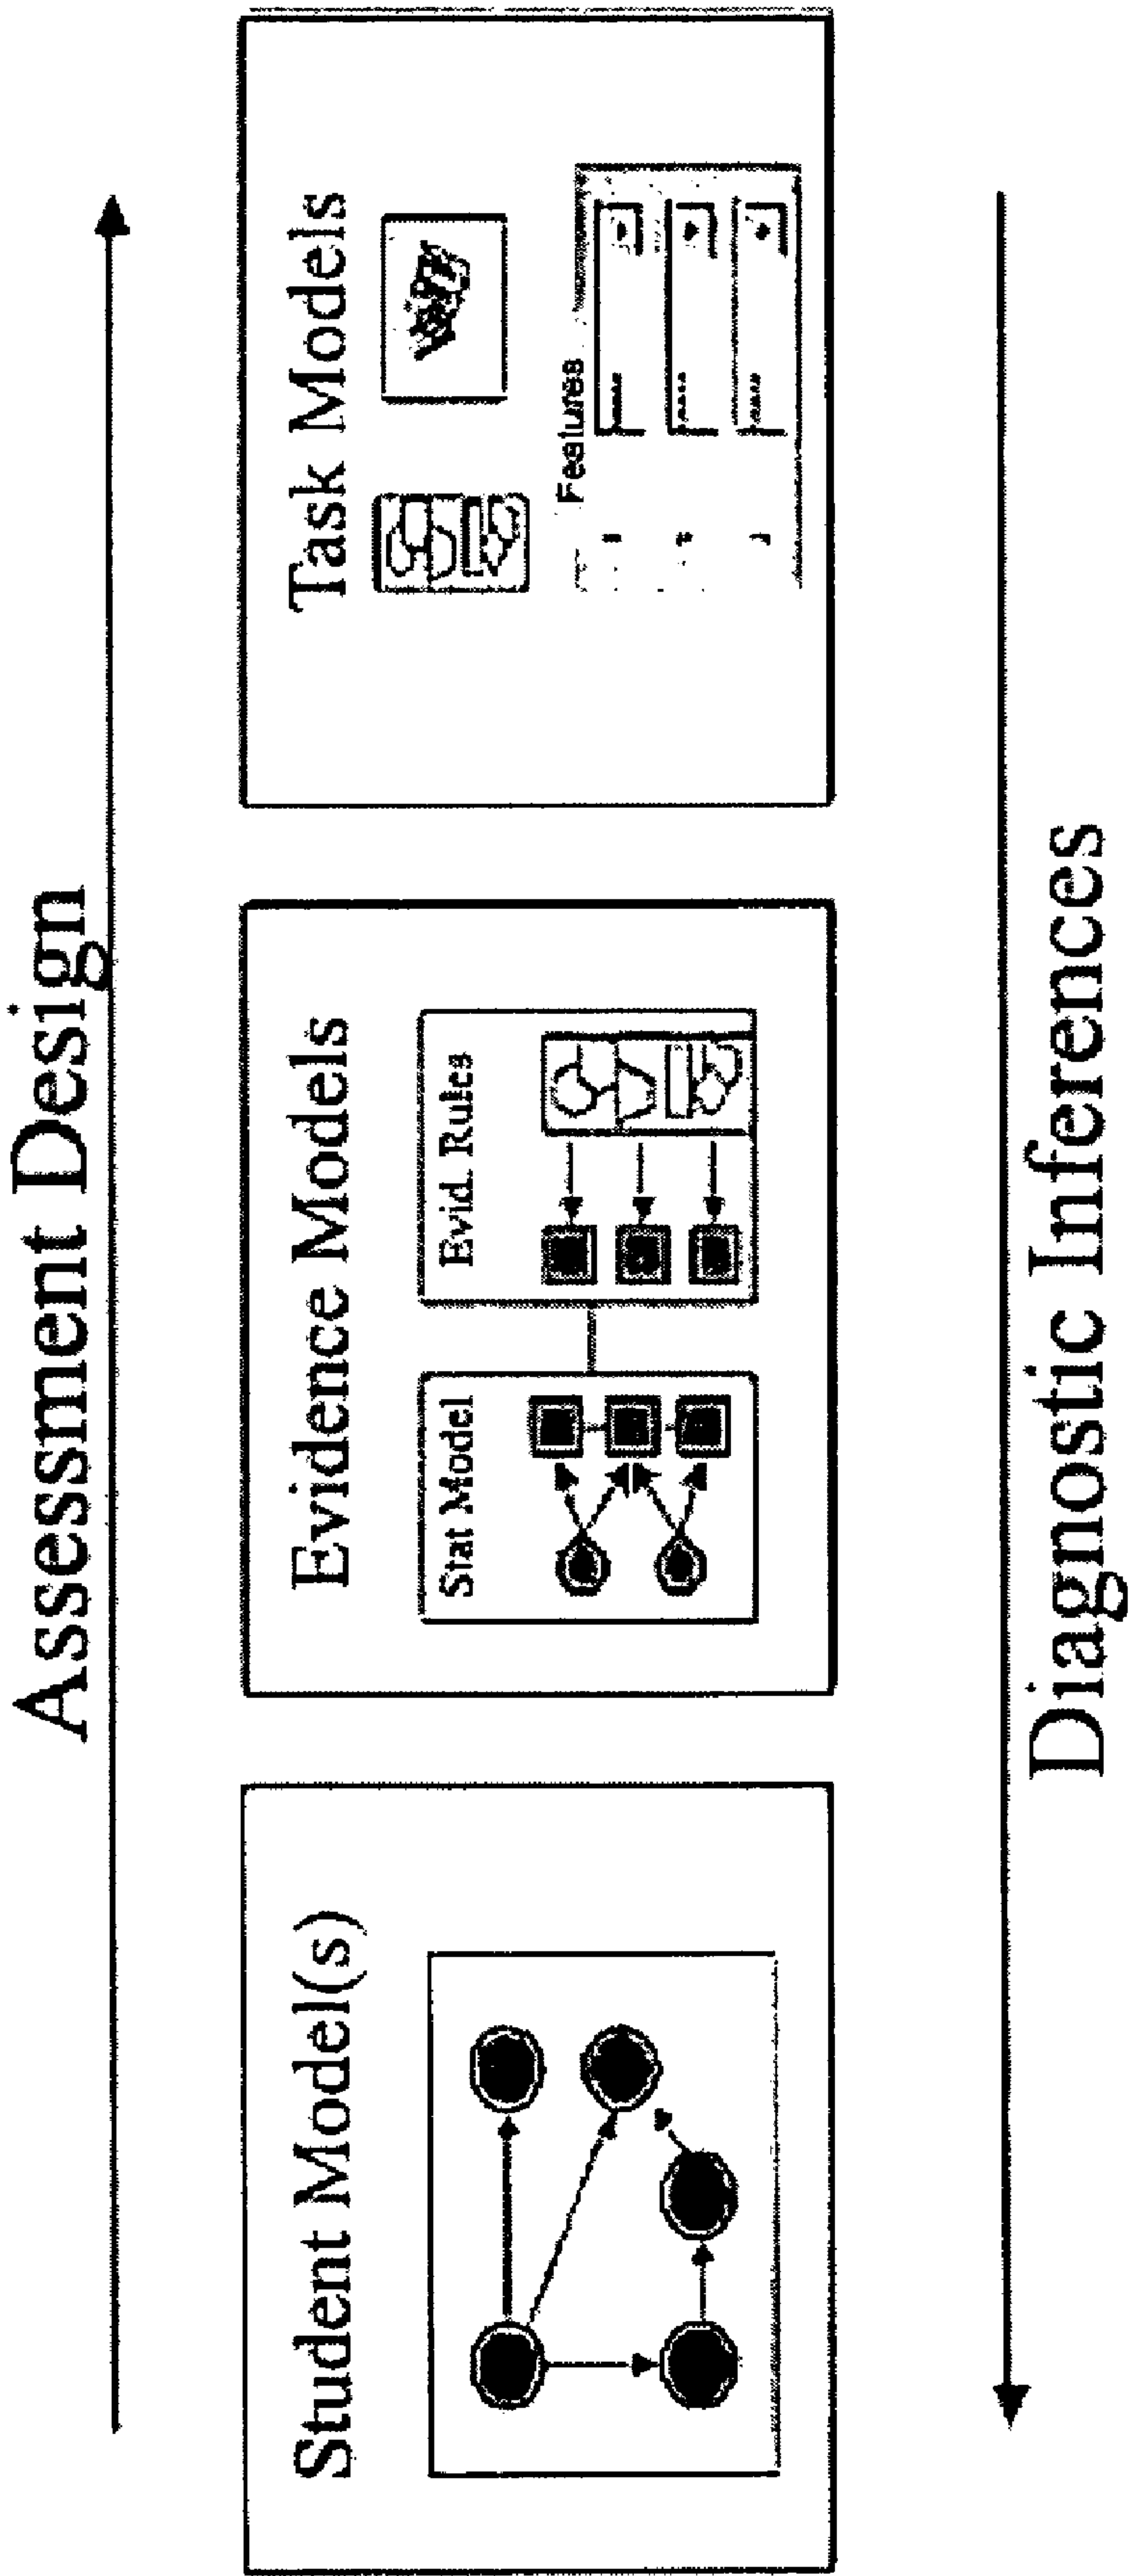 Assessment Design
Student Model(s)
Evidence Models
Stat Model
Evid. Rules
Task Models
Features
Diagnostic Inferences